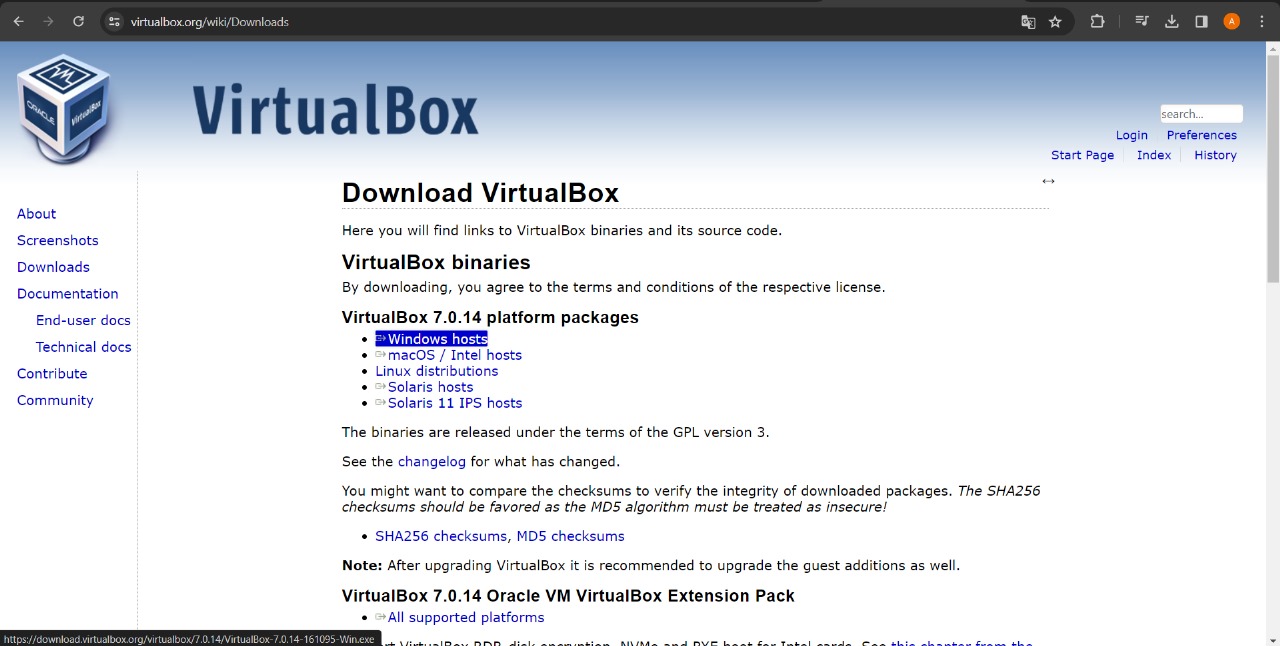 virtualbox.org/wiki/Downloads
A
VM
ORACLE
VirtualBox
VirtualBox
search...
Login Preferences
Start Page Index History
About
Screenshots
Downloads
Documentation
End-user docs
Technical docs
Contribute
Community
Download VirtualBox
Here you will find links to VirtualBox binaries and its source code.
VirtualBox binaries
By downloading, you agree to the terms and conditions of the respective license.
VirtualBox 7.0.14 platform packages
Windows hosts
macOS / Intel hosts
Linux distributions
Solaris hosts
Solaris 11 IPS hosts
The binaries are released under the terms of the GPL version 3.
See the changelog for what has changed.
You might want to compare the checksums to verify the integrity of downloaded packages. The SHA256
checksums should be favored as the MD5 algorithm must be treated as insecure!
SHA256 checksums, MD5 checksums
Note: After upgrading VirtualBox it is recommended to upgrade the guest additions as well.
VirtualBox 7.0.14 Oracle VM VirtualBox Extension Pack
All supported platforms
VirtualBox RDP, disk encryption, NVMe and PXE boot for Intel cards. See this chapter from the
https://download.virtualbox.org/virtualbox/7.0.14/VirtualBox-7.0.14-161095-Win.exe